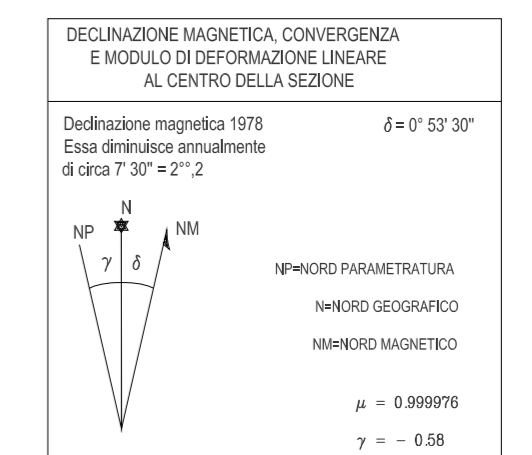 DECLINAZIONE MAGNETICA, CONVERGENZA
E MODULO DI DEFORMAZIONE LINEARE
AL CENTRO DELLA SEZIONE
Declinazione magnetica 1978 δ = 0° 53' 30"
Essa diminuisce annualmente
di circa 7' 30" = 2°°,2
N
NP NM
γ δ
NP=NORD PARAMETRATURA
N=NORD GEOGRAFICO
NM=NORD MAGNETICO
μ = 0.999976
γ = - 0.58